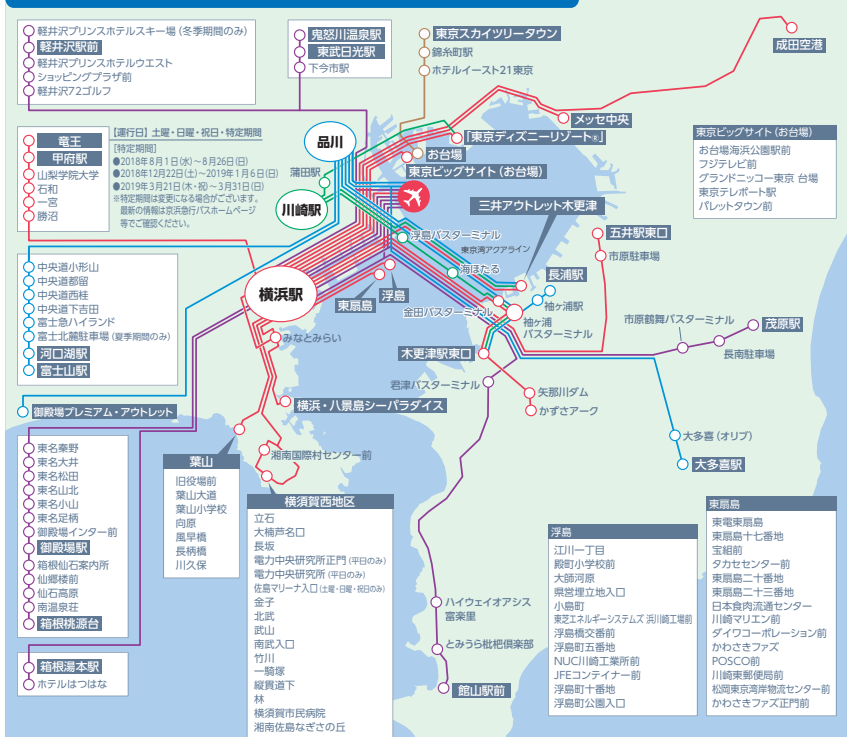 軽井沢プリンスホテルスキー場 (冬季期間のみ)
軽井沢駅前
軽井沢プリンスホテルウエスト
ショッピングプラザ前
軽井沢72ゴルフ
鬼怒川温泉駅
東武日光駅
下今市駅
東京スカイツリータウン
錦糸町駅
ホテルイースト21東京
成田空港
メッセ中央
「東京ディズニーリゾート®」
お台場
東京ビッグサイト(お台場)
品川
蒲田駅
川崎駅
横浜駅
竜王
甲府駅
山梨学院大学
石和
一宮
勝沼
【運行日】土曜・日曜・祝日・特定期間
[特定期間]
●2018年8月1日(水)〜8月26日(日)
●2018年12月22日(土)〜2019年1月6日(日)
●2019年3月21日(木・祝)〜3月31日(日)
※特定期間は変更になる場合がございます。
最新の情報は京浜急行バスホームページ
等でご確認ください。
東京ビッグサイト(お台場)
お台場海浜公園駅前
フジテレビ前
グランドニッコー東京 台場
東京テレポート駅
パレットタウン前
三井アウトレット木更津
浮島バスターミナル
東京湾アクアライン
海ほたる
五井駅東口
市原駐車場
長浦駅
袖ヶ浦駅
金田バスターミナル
袖ヶ浦
バスターミナル
東扇島
浮島
木更津駅東口
市原鶴舞バスターミナル
茂原駅
長南駐車場
君津バスターミナル
矢那川ダム
かずさアーク
大多喜(オリブ)
大多喜駅
中央道小形山
中央道都留
中央道西桂
中央道下吉田
富士急ハイランド
富士北麓駐車場 (夏季期間のみ)
河口湖駅
富士山駅
御殿場プレミアム・アウトレット
みなとみらい
横浜・八景島シーパラダイス
湘南国際村センター前
東名秦野
東名大井
東名松田
東名山北
東名小山
東名足柄
御殿場インター前
御殿場駅
箱根仙石案内所
仙郷楼前
仙石高原
南温泉荘
箱根桃源台
箱根湯本駅
ホテルはつはな
葉山
旧役場前
葉山大道
葉山小学校
向原
風早橋
長柄橋
川久保
横須賀西地区
立石
大楠芦名口
長坂
電力中央研究所正門 (平日のみ)
電力中央研究所 (平日のみ)
佐島マリーナ入口 (土曜・日曜・祝日のみ)
金子
北武
武山
南武入口
竹川
一騎塚
縦貫道下
林
横須賀市民病院
湘南佐島なぎさの丘
ハイウェイオアシス
富楽里
とみうら枇杷倶楽部
館山駅前
浮島
江川一丁目
殿町小学校前
大師河原
県営埋立地入口
小島町
東芝エネルギーシステムズ 浜川崎工場前
浮島橋交番前
浮島町五番地
NUC川崎工業所前
JFEコンテイナー前
浮島町十番地
浮島町公園入口
東扇島
東電東扇島
東扇島十七番地
宝組前
タカセセンター前
東扇島二十番地
東扇島二十三番地
日本食肉流通センター
川崎マリエン前
ダイワコーポレーション前
かわさきファズ
POSCO前
川崎東郵便局前
松岡東京湾岸物流センター前
かわさきファズ正門前